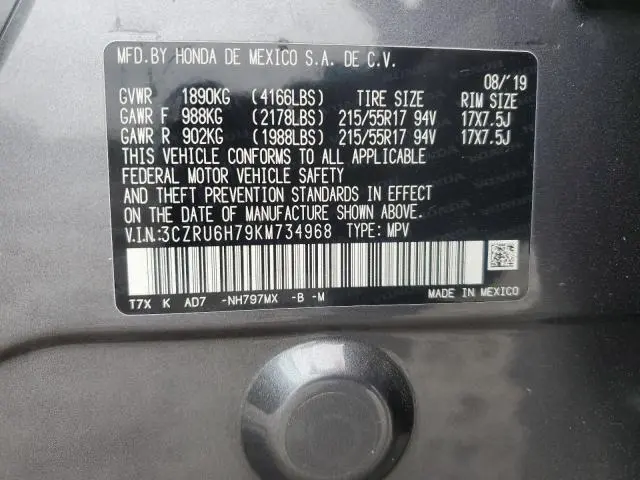 MFD.BY HONDA DE MEXICO S.A. DE C.V.
08/'19
GVWR 1890KG (4166LBS) TIRE SIZE RIM SIZE
GAWR F 988KG (2178LBS) 215/55R17 94V 17X7.5J
GAWR R 902KG (1988LBS) 215/55R17 94V 17X7.5J
THIS VEHICLE CONFORMS TO ALL APPLICABLE
FEDERAL MOTOR VEHICLE SAFETY
AND THEFT PREVENTION STANDARDS IN EFFECT
ON THE DATE OF MANUFACTURE SHOWN ABOVE.
V.I.N.:3CZRU6H79KM734968 TYPE: MPV
T7X K AD7 -NH797MX -B -M
MADE IN MEXICO